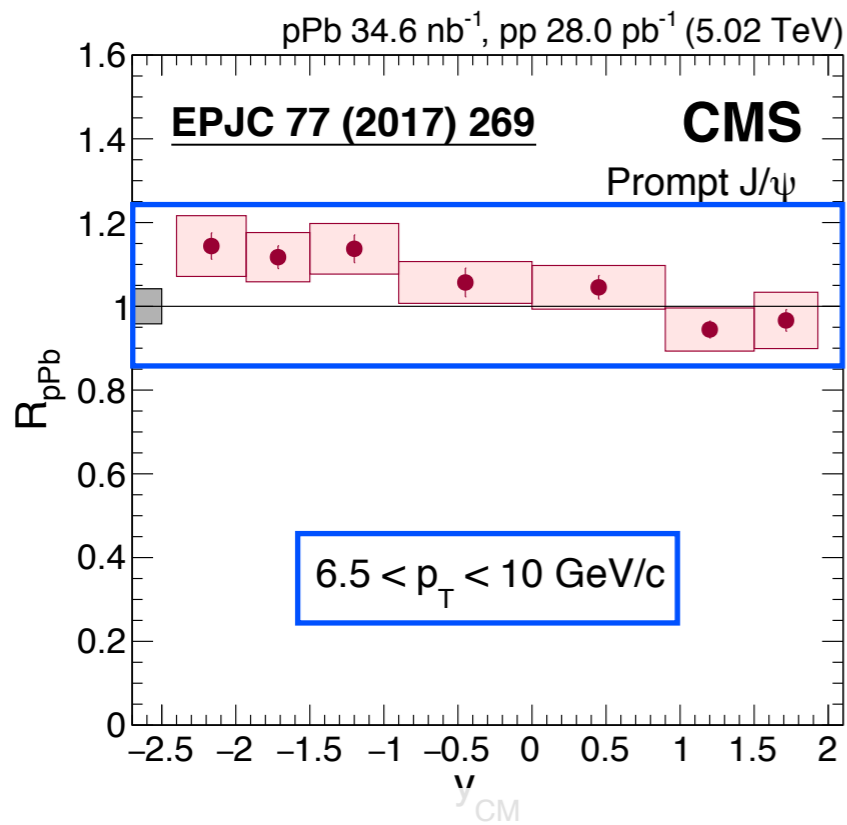 pPb 34.6 nb⁻¹, pp 28.0 pb⁻¹ (5.02 TeV)
EPJC 77 (2017) 269
CMS
Prompt J/ψ
R_pPb
1.6
1.4
1.2
1
0.8
0.6
0.4
0.2
0
6.5 < p_T < 10 GeV/c
−2.5 −2 −1.5 −1 −0.5 0 0.5 1 1.5 2
y_CM